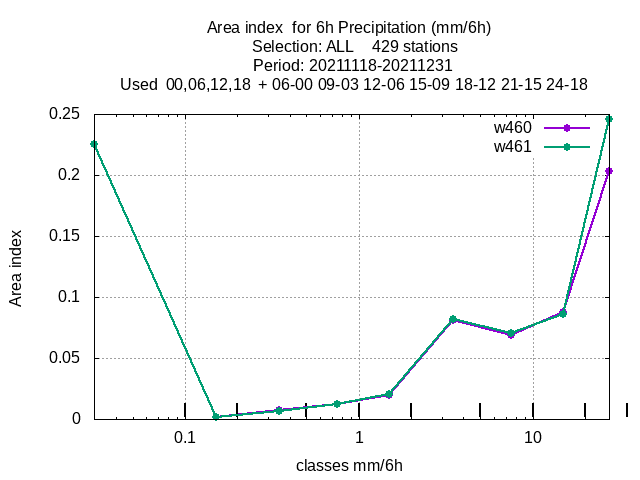 Area index  for 6h Precipitation (mm/6h)
Selection: ALL    429 stations
Period: 20211118-20211231
Used  00,06,12,18  + 06-00 09-03 12-06 15-09 18-12 21-15 24-18
w460
w461
0.25
0.2
0.15
0.1
0.05
0
Area index
0.1
1
10
classes mm/6h